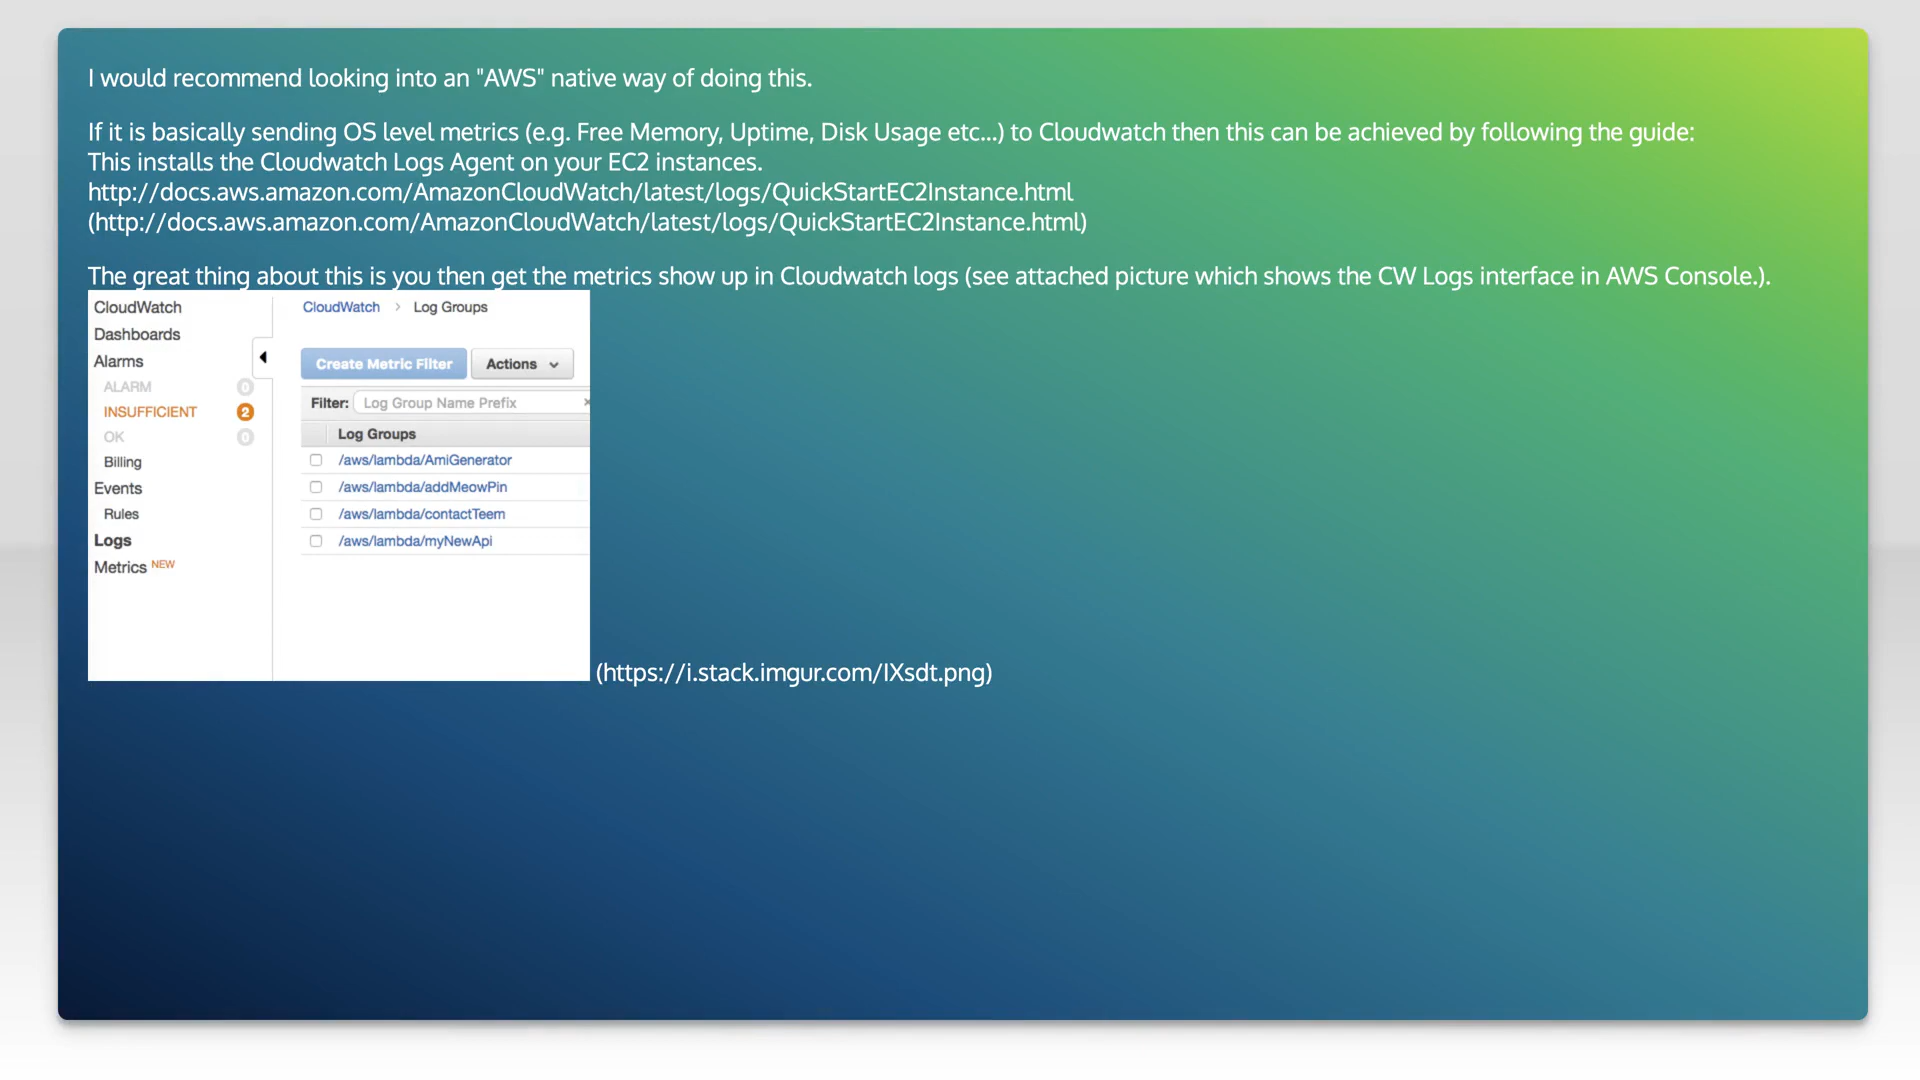 I would recommend looking into an "AWS" native way of doing this.
If it is basically sending OS level metrics (e.g. Free Memory, Uptime, Disk Usage etc...) to Cloudwatch then this can be achieved by following the guide:
This installs the Cloudwatch Logs Agent on your EC2 instances.
http://docs.aws.amazon.com/AmazonCloudWatch/latest/logs/QuickStartEC2Instance.html
(http://docs.aws.amazon.com/AmazonCloudWatch/latest/logs/QuickStartEC2Instance.html)
The great thing about this is you then get the metrics show up in Cloudwatch logs (see attached picture which shows the CW Logs interface in AWS Console.).
CloudWatch
Dashboards
Alarms
ALARM 0
INSUFFICIENT 2
OK 0
Billing
Events
Rules
Logs
Metrics NEW
CloudWatch > Log Groups
Create Metric Filter Actions
Filter: Log Group Name Prefix ×
Log Groups
/aws/lambda/AmiGenerator
/aws/lambda/addMeowPin
/aws/lambda/contactTeem
/aws/lambda/myNewApi
(https://i.stack.imgur.com/lXsdt.png)